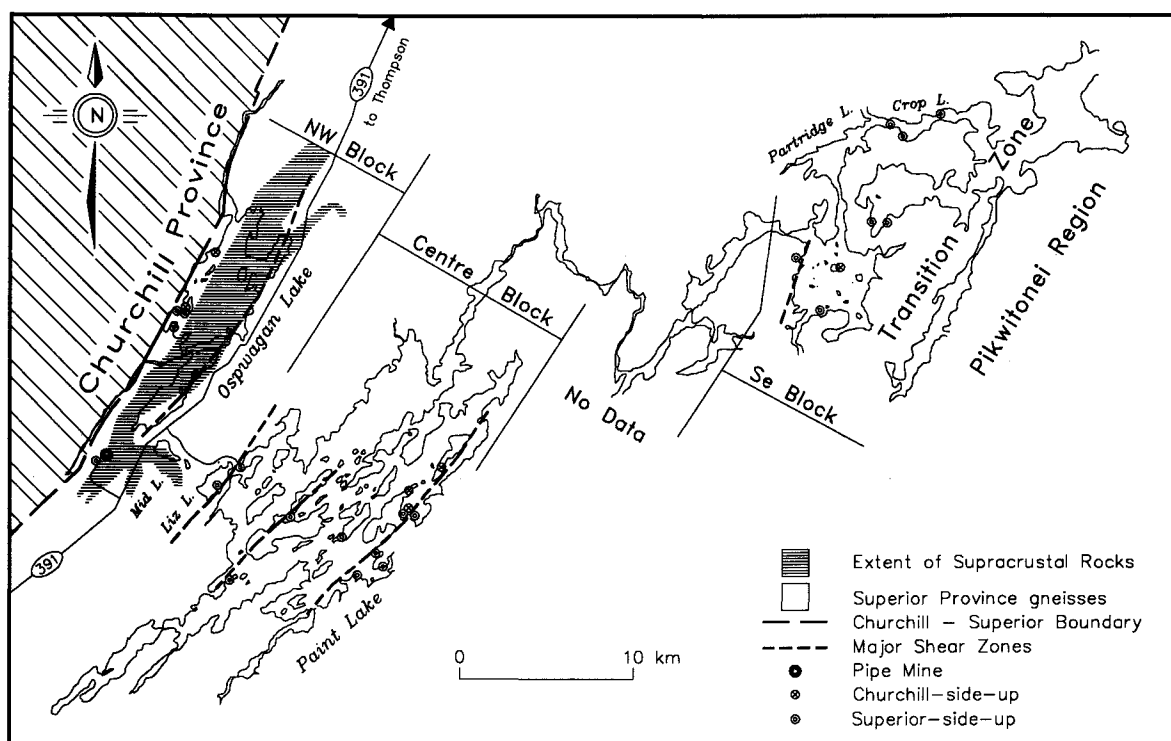 N
Churchill Province
391
to Thompson
NW Block
Ospwagan Lake
Centre Block
Partridge L.
Crop L.
Transition Zone
Pikwitonei Region
No Data
Se Block
Mid L.
Liz L.
391
Paint Lake
0 10 km
Extent of Supracrustal Rocks
Superior Province gneisses
Churchill – Superior Boundary
Major Shear Zones
Pipe Mine
Churchill-side-up
Superior-side-up